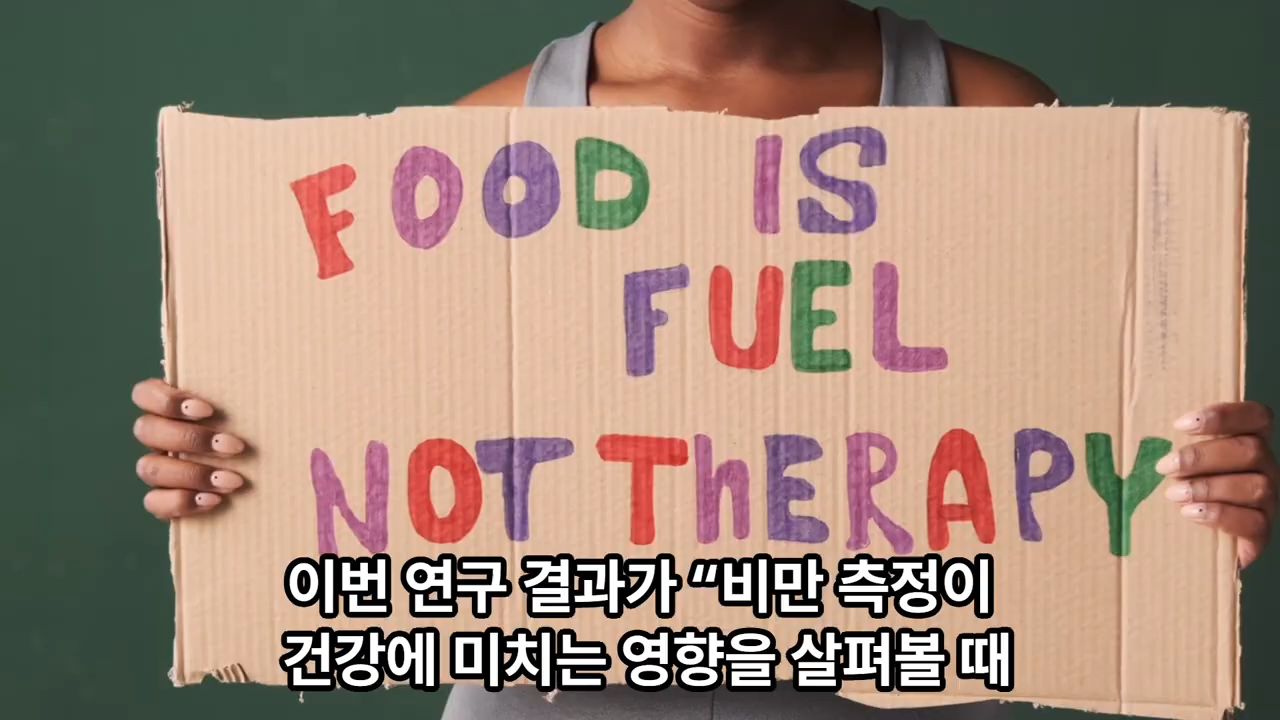 FOOD IS
FUEL
NOT ThERAPY
이번 연구 결과가 “비만 측정이
건강에 미치는 영향을 살펴볼 때